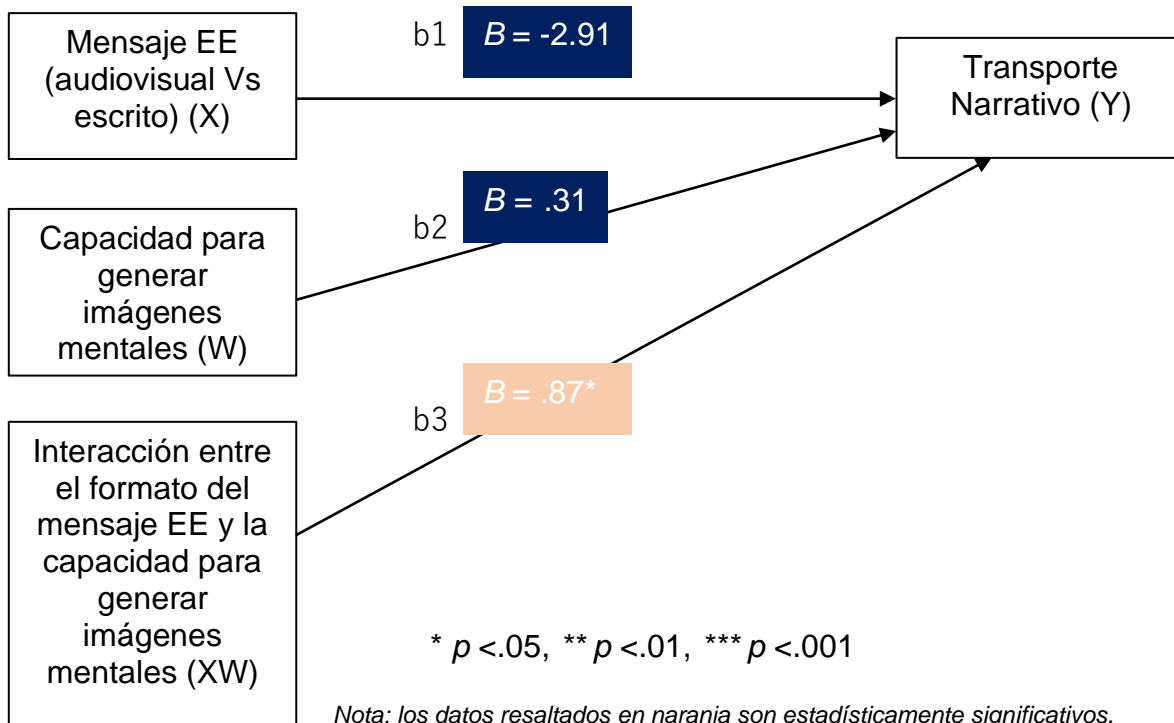 Mensaje EE
(audiovisual Vs
escrito) (X)
b1
B = -2.91
Transporte
Narrativo (Y)
Capacidad para
generar
imágenes
mentales (W)
b2
B = .31
Interacción entre
el formato del
mensaje EE y la
capacidad para
generar
imágenes
mentales (XW)
b3
B = .87*
* p <.05, ** p <.01, *** p <.001
Nota: los datos resaltados en naranja son estadísticamente significativos.